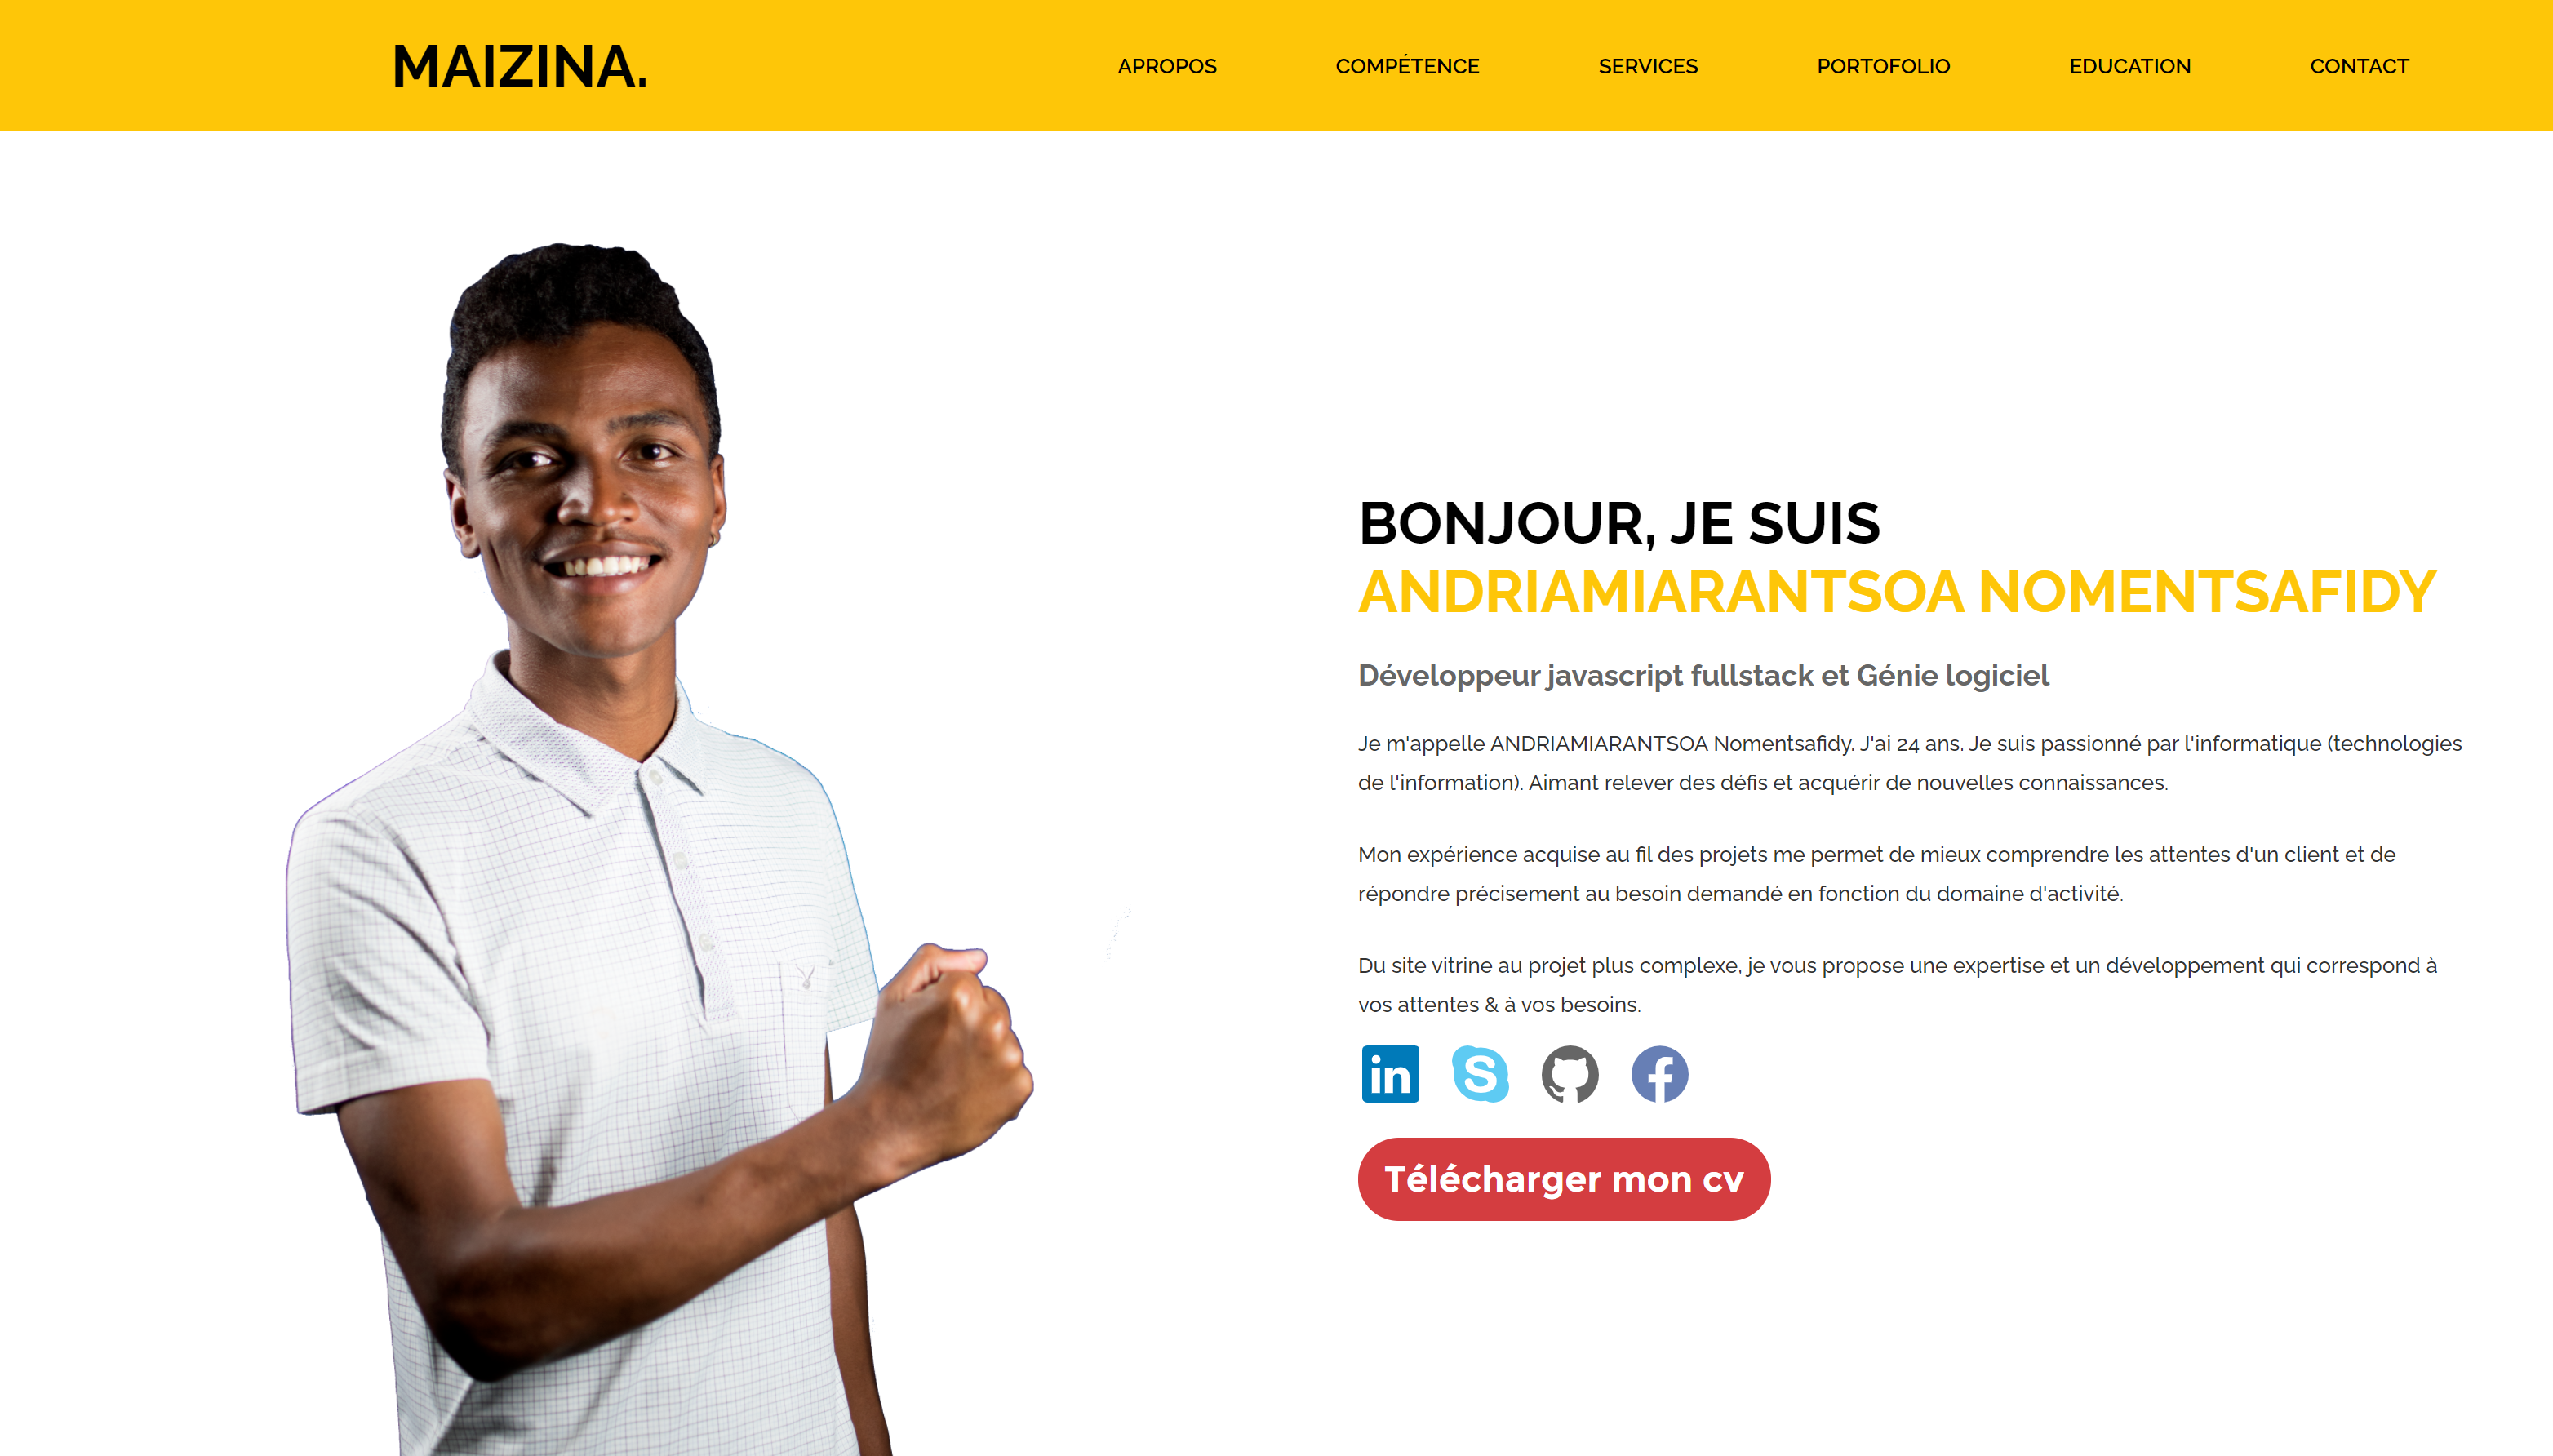 MAIZINA.
APROPOS COMPÉTENCE SERVICES PORTOFOLIO EDUCATION CONTACT
BONJOUR, JE SUIS
ANDRIAMIARANTSOA NOMENTSAFIDY
Développeur javascript fullstack et Génie logiciel
Je m'appelle ANDRIAMIARANTSOA Nomentsafidy. J'ai 24 ans. Je suis passionné par l'informatique (technologies
de l'information). Aimant relever des défis et acquérir de nouvelles connaissances.
Mon expérience acquise au fil des projets me permet de mieux comprendre les attentes d'un client et de
répondre précisement au besoin demandé en fonction du domaine d'activité.
Du site vitrine au projet plus complexe, je vous propose une expertise et un développement qui correspond à
vos attentes & à vos besoins.
Télécharger mon cv